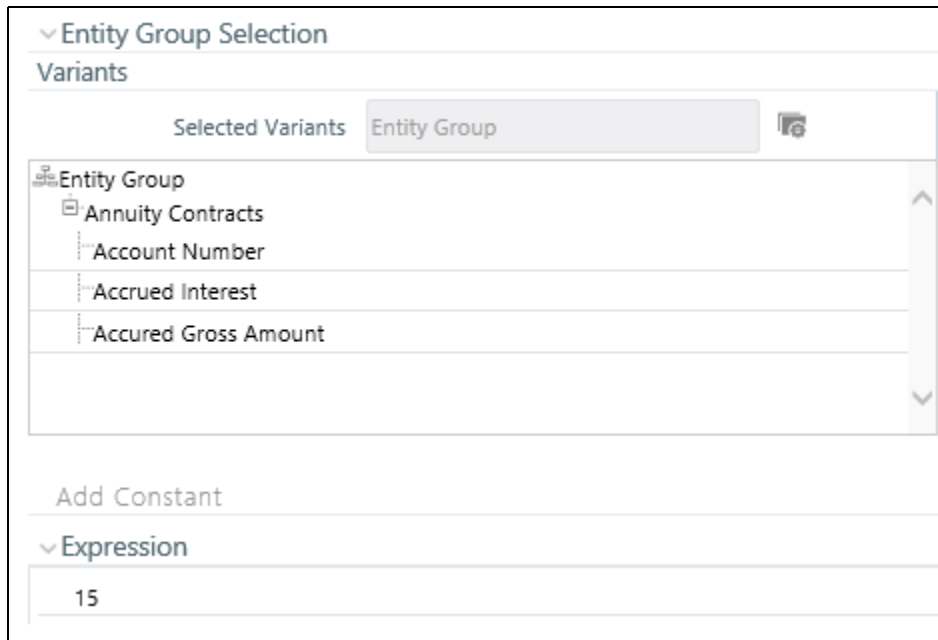 Entity Group Selection
Variants
Selected Variants Entity Group
Entity Group
Annuity Contracts
Account Number
Accrued Interest
Accured Gross Amount
Add Constant
Expression
15